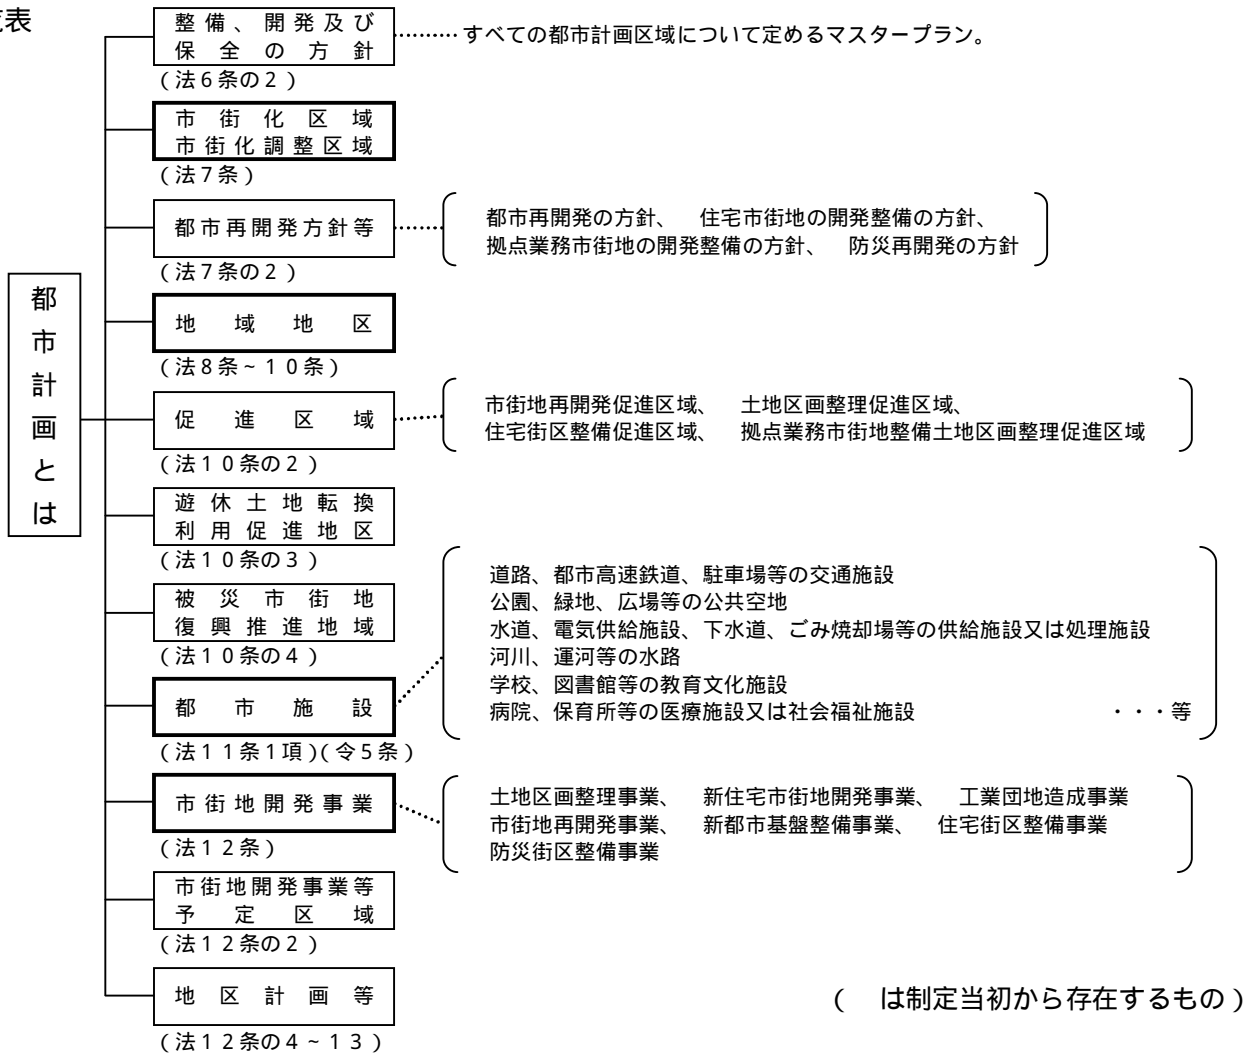 表
都市計画とは
整備、開発及び
保全の方針
………すべての都市計画区域について定めるマスタープラン。
(法6条の2)
市街化区域
市街化調整区域
(法7条)
都市再開発方針等
都市再開発の方針、 住宅市街地の開発整備の方針、
拠点業務市街地の開発整備の方針、 防災再開発の方針
(法7条の2)
地域地区
(法8条~10条)
促進区域
市街地再開発促進区域、 土地区画整理促進区域、
住宅街区整備促進区域、 拠点業務市街地整備土地区画整理促進区域
(法10条の2)
遊休土地転換
利用促進地区
(法10条の3)
被災市街地
復興推進地域
(法10条の4)
都市施設
道路、都市高速鉄道、駐車場等の交通施設
公園、緑地、広場等の公共空地
水道、電気供給施設、下水道、ごみ焼却場等の供給施設又は処理施設
河川、運河等の水路
学校、図書館等の教育文化施設
病院、保育所等の医療施設又は社会福祉施設 ・・・等
(法11条1項)(令5条)
市街地開発事業
土地区画整理事業、 新住宅市街地開発事業、 工業団地造成事業
市街地再開発事業、 新都市基盤整備事業、 住宅街区整備事業
防災街区整備事業
(法12条)
市街地開発事業等
予定区域
(法12条の2)
地区計画等
(法12条の4~13)
( は制定当初から存在するもの)